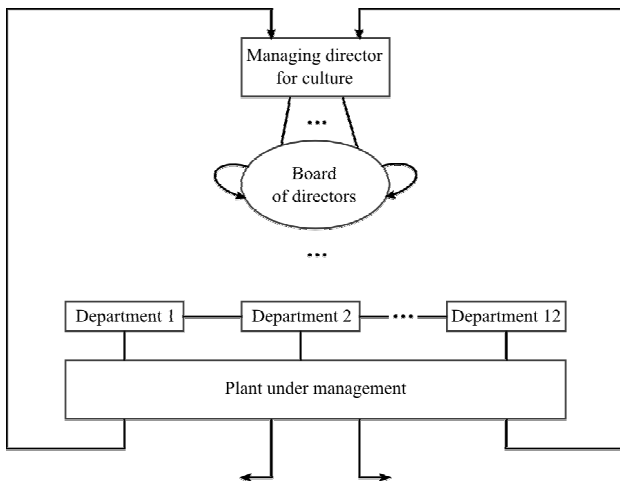 Managing director
for culture
...
Board
of directors
...
Department 1
Department 2
...
Department 12
Plant under management